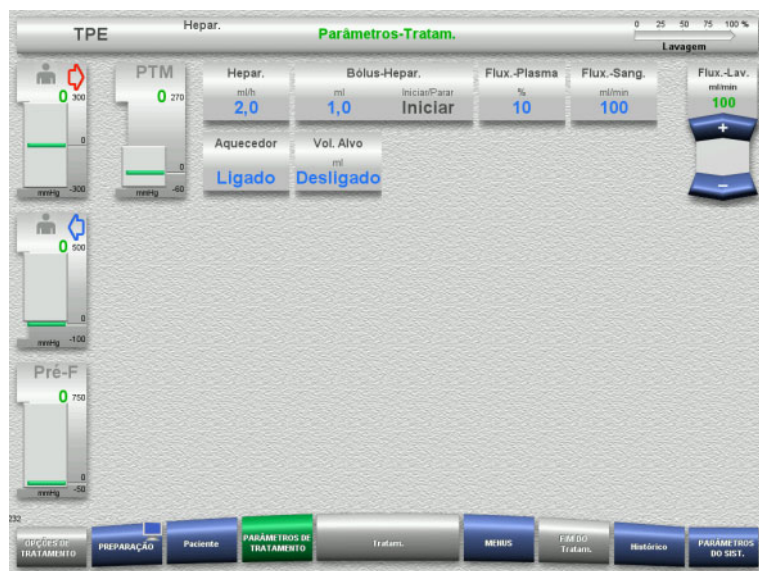 TPE
Hepar.
Parâmetros-Tratam.
0 25 50 75 100 %
Lavagem
0 300
0
-300
mmHg
PTM
0 270
0
-60
mmHg
Hepar.
ml/h
2,0
Bólus-Hepar.
ml Iniciar/Parar
1,0 Iniciar
Flux.-Plasma
%
10
Flux.-Sang.
ml/min
100
Flux.-Lav.
ml/min
100
+
−
Aquecedor
Ligado
Vol. Alvo
ml
Desligado
0 500
0
-100
mmHg
Pré-F
0 750
0
-50
mmHg
232
OPÇÕES DE
TRATAMENTO
PREPARAÇÃO
Paciente
PARÂMETROS DE
TRATAMENTO
Tratam.
MENUS
FIM DO
Tratam.
Histórico
PARÂMETROS
DO SIST.